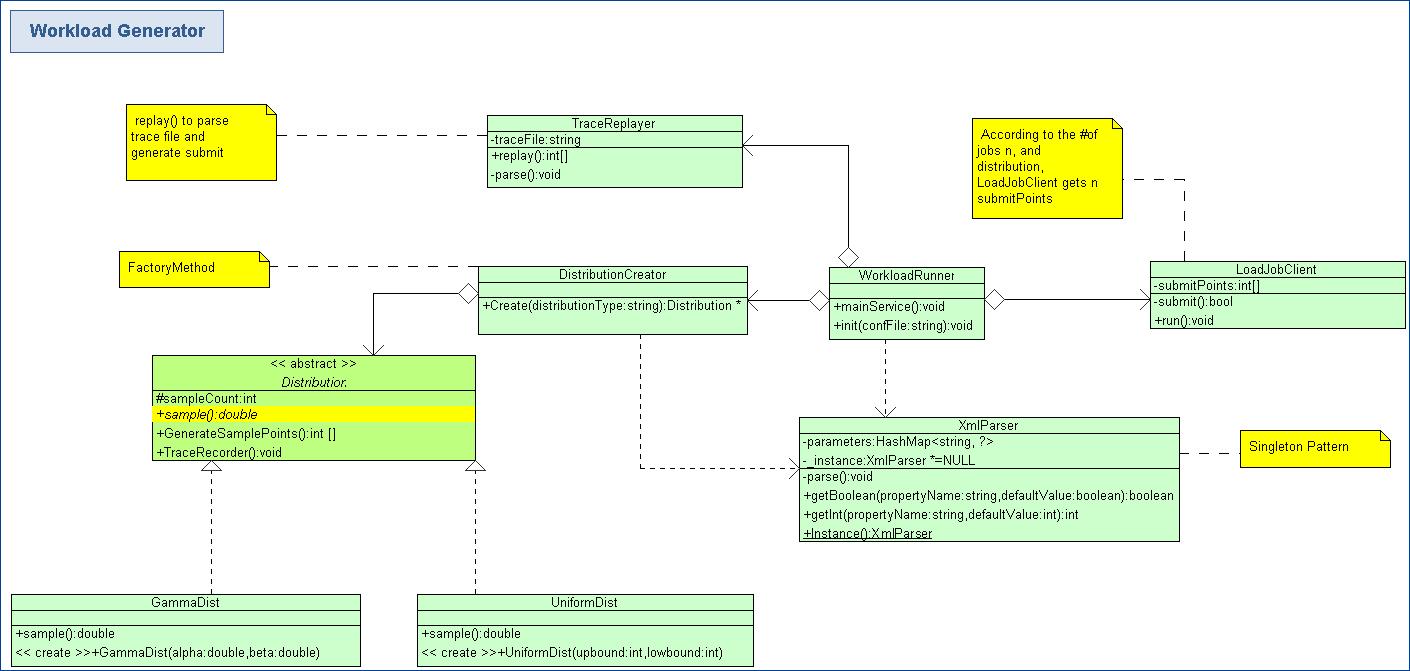 Workload Generator
replay() to parse
trace file and
generate submit
TraceReplayer
-traceFile:string
+replay():int[]
-parse():void
According to the #of
jobs n, and
distribution,
LoadJobClient gets n
submitPoints
FactoryMethod
DistributionCreator
+Create(distributionType:string):Distribution *
WorkloadRunner
+mainService():void
+init(confFile:string):void
LoadJobClient
-submitPoints:int[]
-submit():bool
+run():void
<< abstract >>
Distribution
#sampleCount:int
+sample():double
+GenerateSamplePoints():int []
+TraceRecorder():void
XmlParser
-parameters:HashMap<string, ?>
-_instance:XmlParser *=NULL
-parse():void
+getBoolean(propertyName:string,defaultValue:boolean):boolean
+getInt(propertyName:string,defaultValue:int):int
+Instance():XmlParser
Singleton Pattern
GammaDist
+sample():double
<< create >>+GammaDist(alpha:double,beta:double)
UniformDist
+sample():double
<< create >>+UniformDist(upbound:int,lowbound:int)